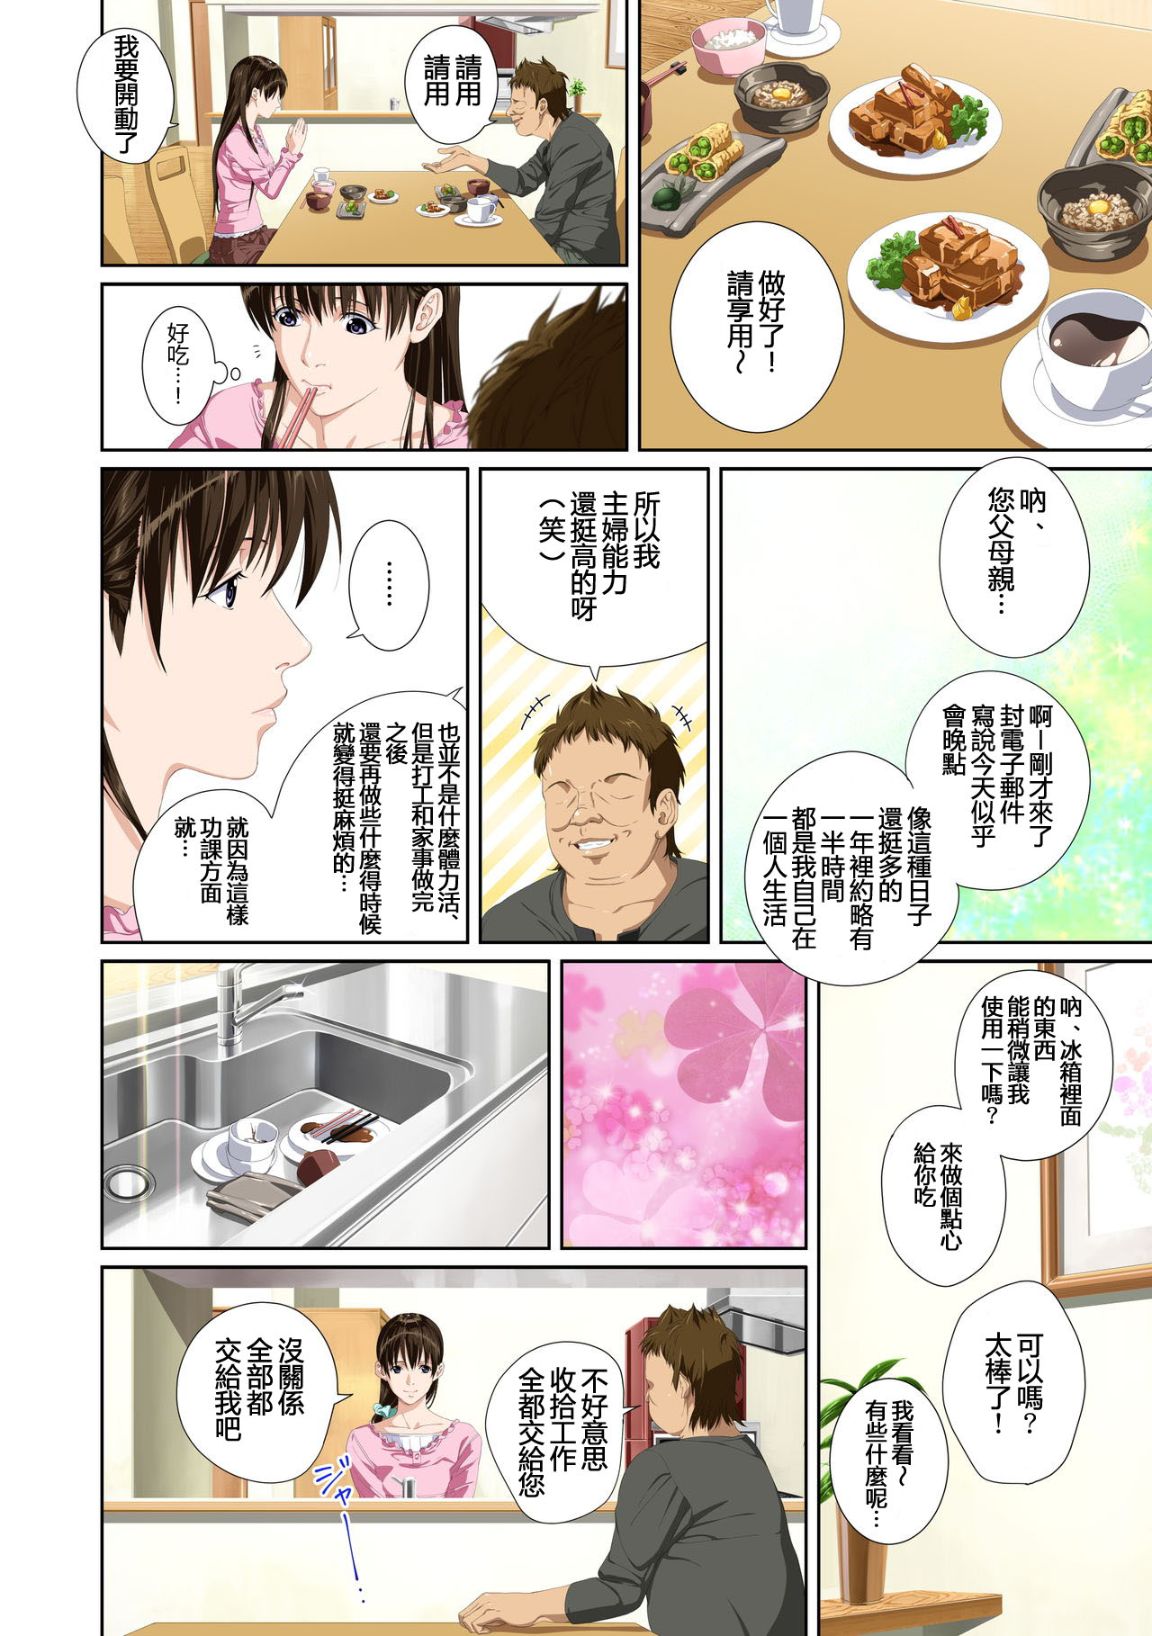 做好了！
請享用～
請用
請用
我要開動了
好吃…！
吶、
您父母親…
啊ー剛才來了
封電子郵件
寫說今天似乎
會晚點
像這種日子
還挺多的
一年裡約略有
一半時間
都是我自己在
一個人生活
所以我
主婦能力
還挺高的呀
（笑）
……
也並不是什麼體力活、
但是打工和家事做完
之後
還要再做些什麼得時候
就變得挺麻煩的…
就因為這樣
功課方面
就…
吶、冰箱裡面
的東西
能稍微讓我
使用一下嗎？
來做個點心
給你吃
可以嗎？
太棒了！
我看看～
有些什麼呢…
不好意思
收拾工作
全都交給您
沒關係
全部都
交給我吧
ジャー…